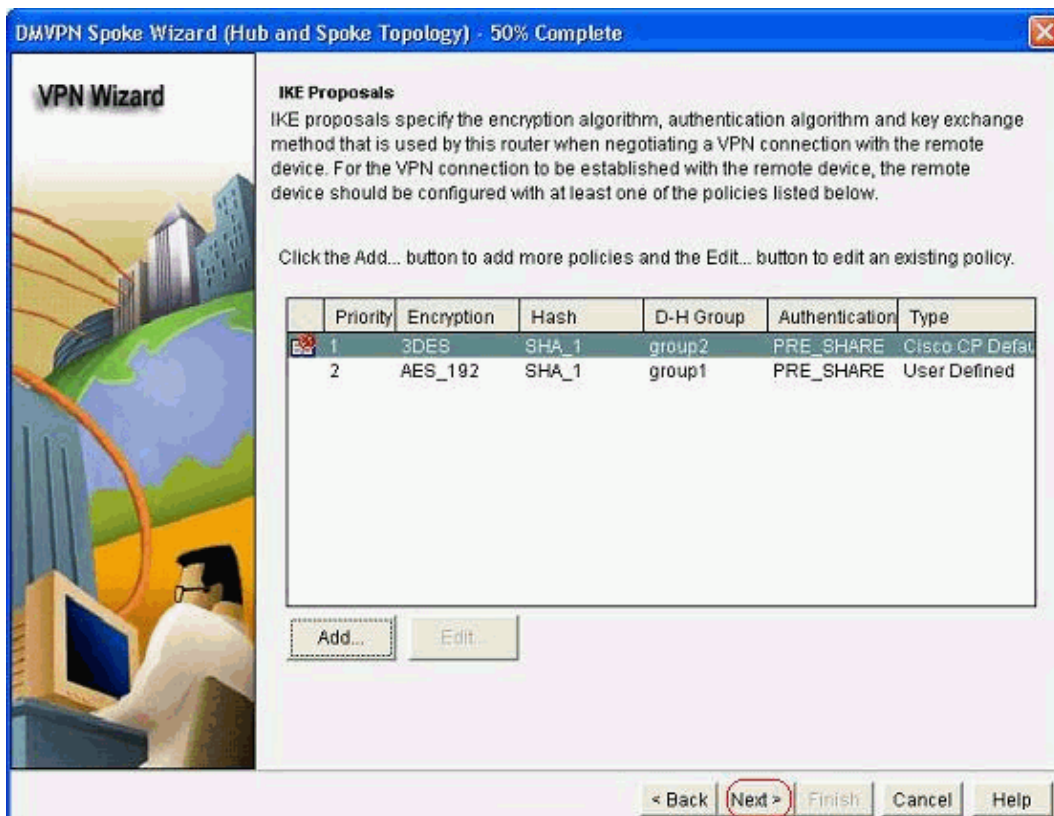 DMVPN Spoke Wizard (Hub and Spoke Topology) - 50% Complete
VPN Wizard
IKE Proposals
IKE proposals specify the encryption algorithm, authentication algorithm and key exchange
method that is used by this router when negotiating a VPN connection with the remote
device. For the VPN connection to be established with the remote device, the remote
device should be configured with at least one of the policies listed below.
Click the Add... button to add more policies and the Edit... button to edit an existing policy.
Priority Encryption Hash D-H Group Authentication Type
1 3DES SHA_1 group2 PRE_SHARE Cisco CP Defau
2 AES_192 SHA_1 group1 PRE_SHARE User Defined
Add... Edit...
< Back Next > Finish Cancel Help